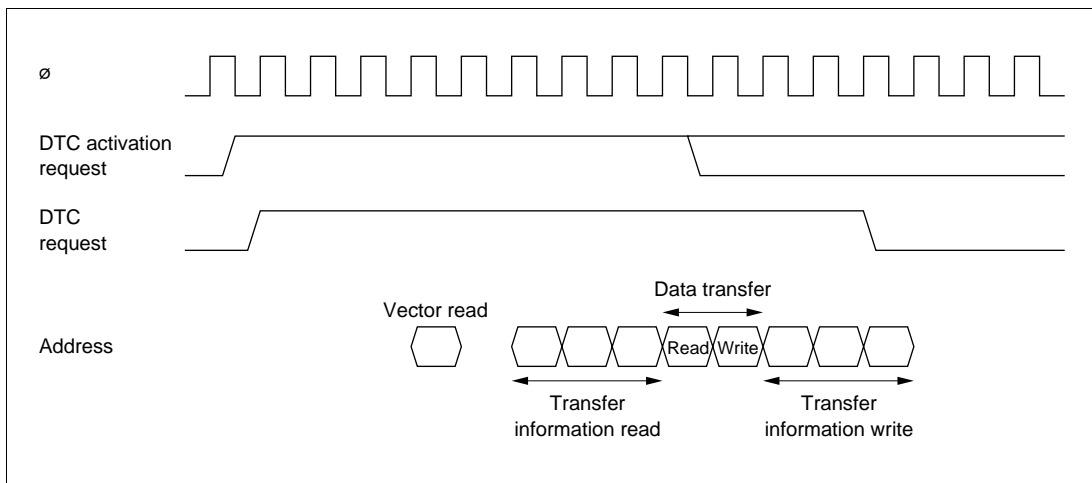 ø
DTC activation
request
DTC
request
Data transfer
Vector read
Address
Read
Write
Transfer
information read
Transfer
information write